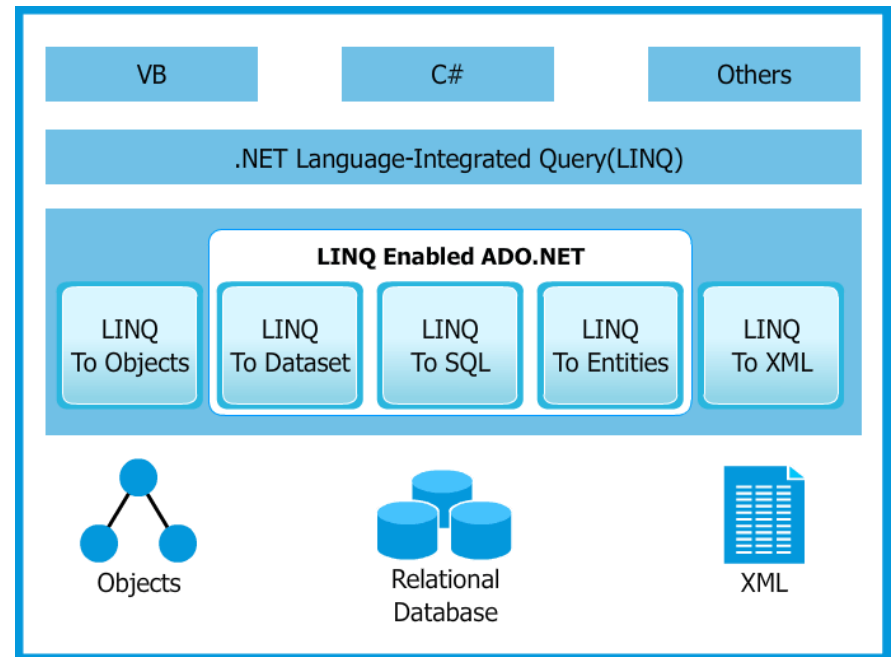 VB
C#
Others
.NET Language-Integrated Query(LINQ)
LINQ Enabled ADO.NET
LINQ
To Objects
LINQ
To Dataset
LINQ
To SQL
LINQ
To Entities
LINQ
To XML
Objects
Relational
Database
XML